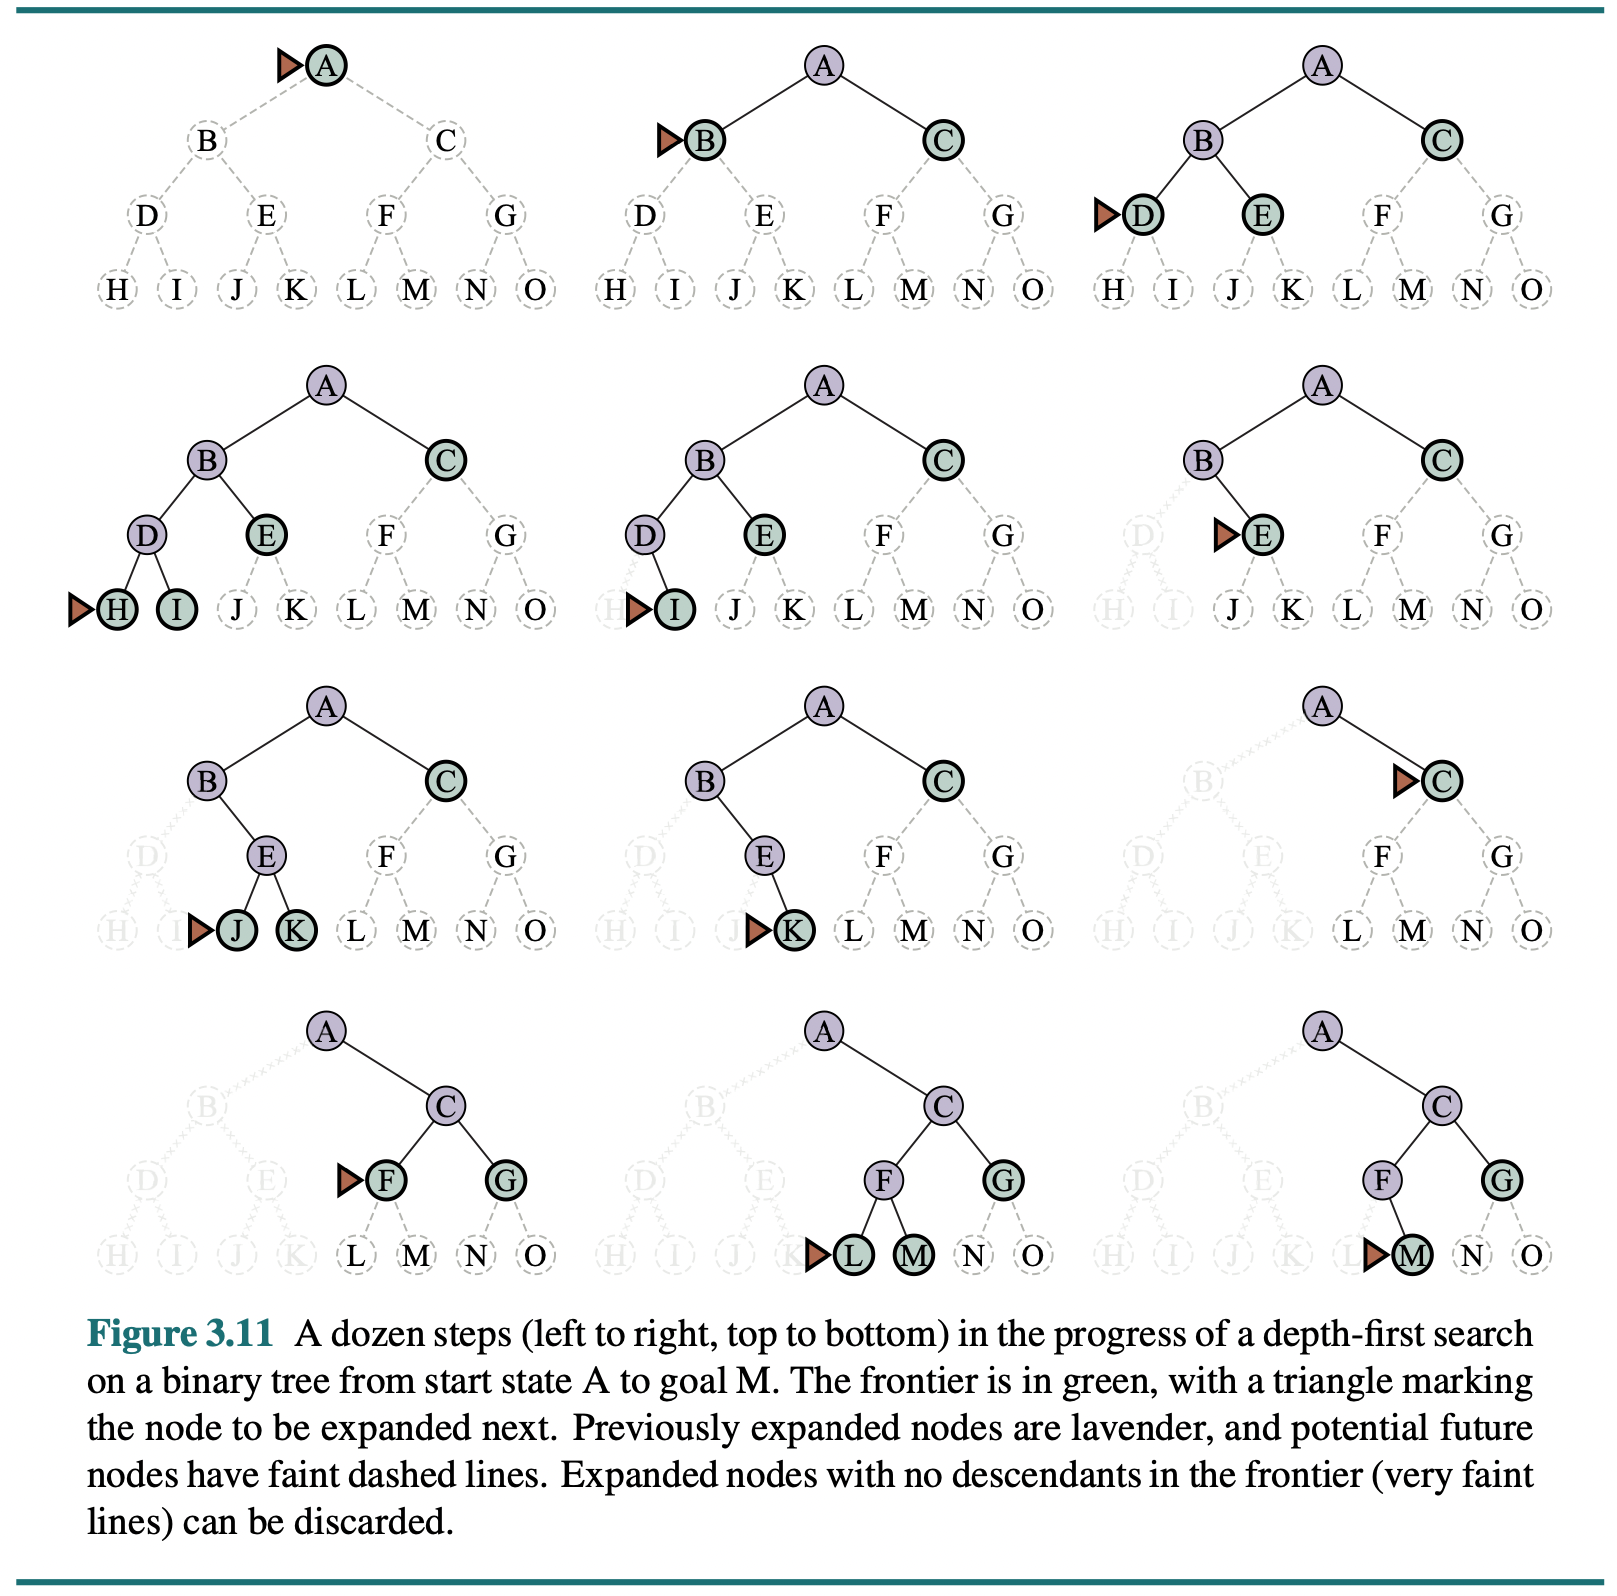 A A A
B C B C B C
D E F G D E F G D E F G
H I J K L M N O H I J K L M N O H I J K L M N O
A A A
B C B C B C
D E F G D E F G D E F G
H I J K L M N O H I J K L M N O H I J K L M N O
A A A
B C B C B C
D E F G D E F G D E F G
H I J K L M N O H I J K L M N O H I J K L M N O
A A A
B C B C B C
D E F G D E F G D E F G
H I J K L M N O H I J K L M N O H I J K L M N O
Figure 3.11 A dozen steps (left to right, top to bottom) in the progress of a depth-first search
on a binary tree from start state A to goal M. The frontier is in green, with a triangle marking
the node to be expanded next. Previously expanded nodes are lavender, and potential future
nodes have faint dashed lines. Expanded nodes with no descendants in the frontier (very faint
lines) can be discarded.